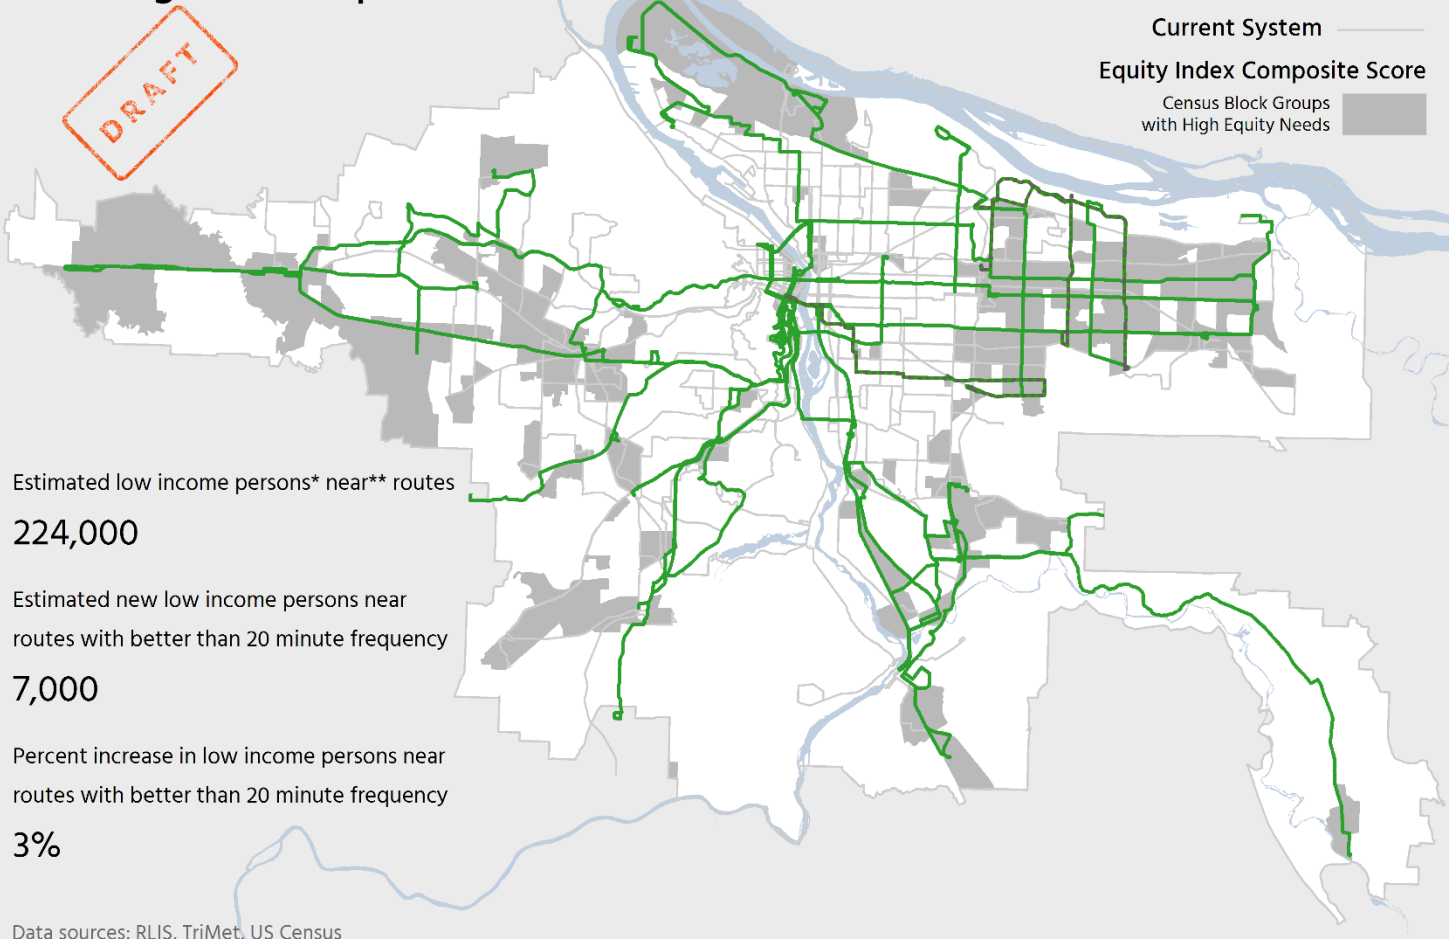 DRAFT
Current System
Equity Index Composite Score
Census Block Groups
with High Equity Needs
Estimated low income persons* near** routes
224,000
Estimated new low income persons near
routes with better than 20 minute frequency
7,000
Percent increase in low income persons near
routes with better than 20 minute frequency
3%
Data sources: RLIS, TriMet, US Census